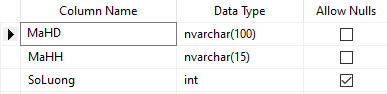 Column Name Data Type Allow Nulls
MaHD nvarchar(100)
MaHH nvarchar(15)
SoLuong int